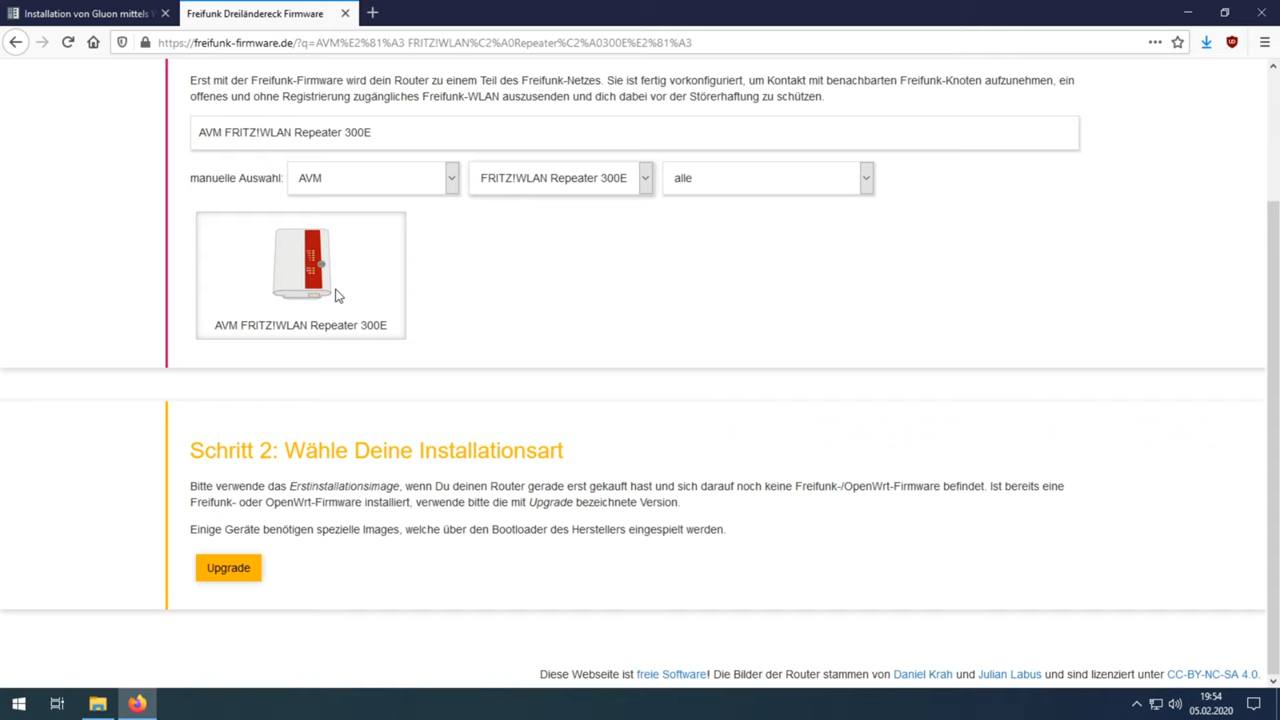 Installation von Gluon mittels
Freifunk Dreiländereck Firmware
https://freifunk-firmware.de/?q=AVM%E2%81%A3 FRITZ!WLAN%C2%A0Repeater%C2%A0300E%E2%81%A3
Erst mit der Freifunk-Firmware wird dein Router zu einem Teil des Freifunk-Netzes. Sie ist fertig vorkonfiguriert, um Kontakt mit benachbarten Freifunk-Knoten aufzunehmen, ein
offenes und ohne Registrierung zugängliches Freifunk-WLAN auszusenden und dich dabei vor der Störerhaftung zu schützen.
AVM FRITZ!WLAN Repeater 300E
manuelle Auswahl: AVM FRITZ!WLAN Repeater 300E alle
AVM FRITZ!WLAN Repeater 300E
Schritt 2: Wähle Deine Installationsart
Bitte verwende das Erstinstallationsimage, wenn Du deinen Router gerade erst gekauft hast und sich darauf noch keine Freifunk-/OpenWrt-Firmware befindet. Ist bereits eine
Freifunk- oder OpenWrt-Firmware installiert, verwende bitte die mit Upgrade bezeichnete Version.
Einige Geräte benötigen spezielle Images, welche über den Bootloader des Herstellers eingespielt werden.
Upgrade
Diese Webseite ist freie Software! Die Bilder der Router stammen von Daniel Krah und Julian Labus und sind lizenziert unter CC-BY-NC-SA 4.0.
19:54
05.02.2020